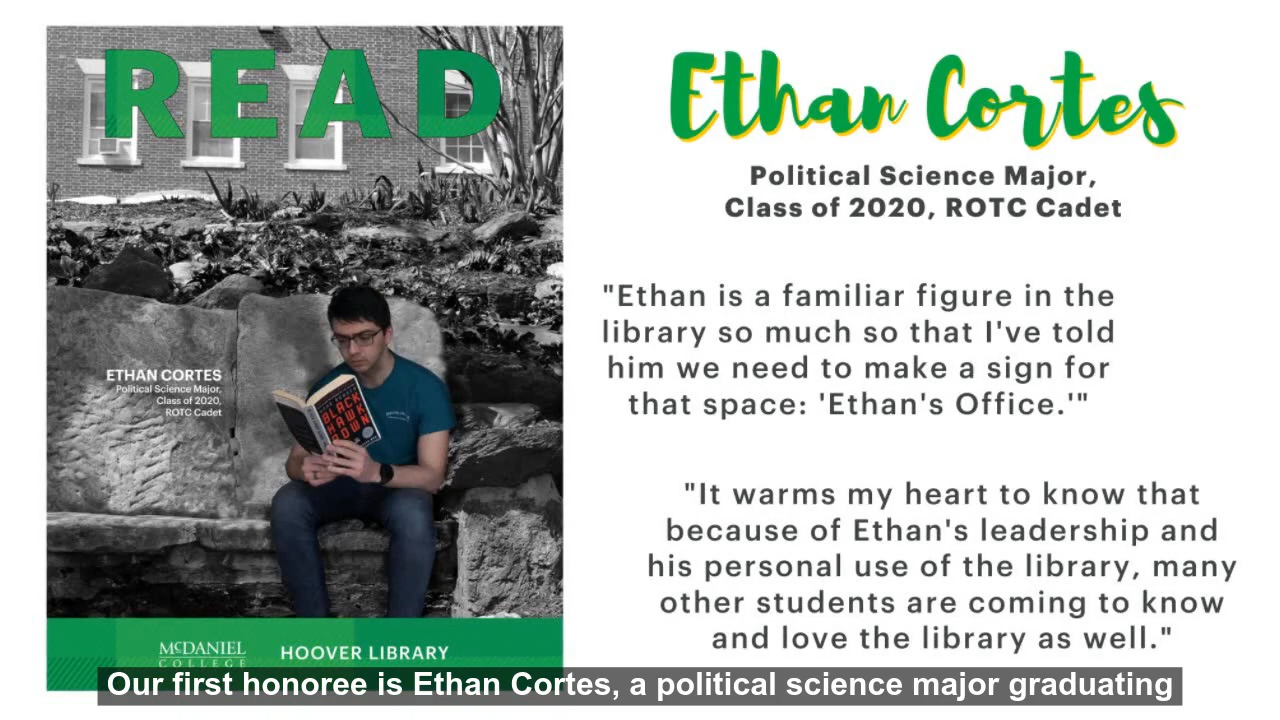 READ
ETHAN CORTES
Political Science Major,
Class of 2020,
ROTC Cadet
BLACK
HAWK
DOWN
McDANIEL
COLLEGE
HOOVER LIBRARY
Ethan Cortes
Political Science Major,
Class of 2020, ROTC Cadet
"Ethan is a familiar figure in the
library so much so that I've told
him we need to make a sign for
that space: 'Ethan's Office.'"
"It warms my heart to know that
because of Ethan's leadership and
his personal use of the library, many
other students are coming to know
and love the library as well."
Our first honoree is Ethan Cortes, a political science major graduating